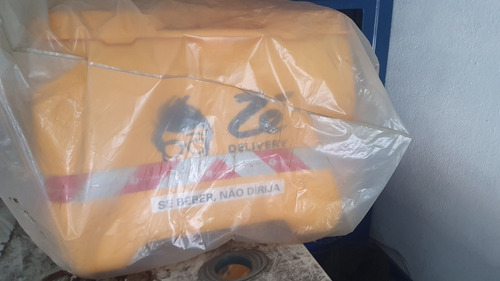 Zé
DELIVERY
SE BEBER, NÃO DIRIJA